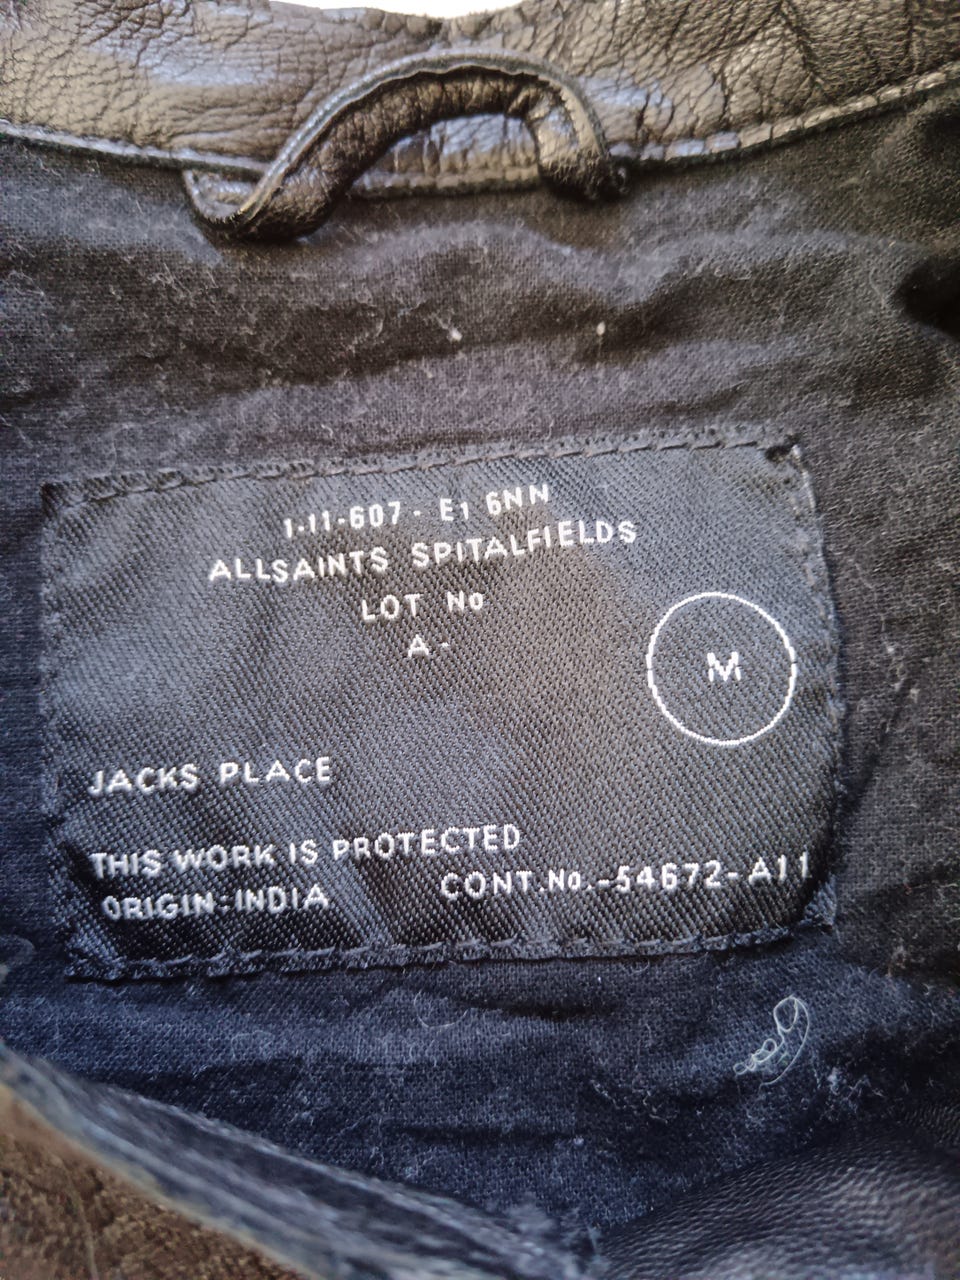 1-11-607 - E1 6NN
ALLSAINTS SPITALFIELDS
LOT No
A-
M
JACKS PLACE
THIS WORK IS PROTECTED
ORIGIN:INDIA CONT.No.-54672-A11